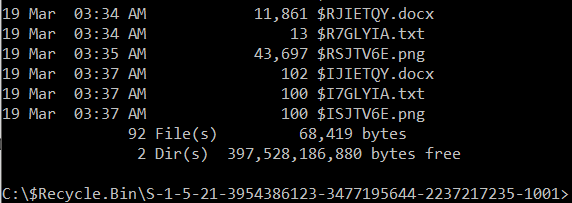 19 Mar  03:34 AM            11,861 $RJIETQY.docx
19 Mar  03:34 AM                13 $R7GLYIA.txt
19 Mar  03:35 AM            43,697 $RSJTV6E.png
19 Mar  03:37 AM               102 $IJIETQY.docx
19 Mar  03:37 AM               100 $I7GLYIA.txt
19 Mar  03:37 AM               100 $ISJTV6E.png
              92 File(s)         68,419 bytes
               2 Dir(s)  397,528,186,880 bytes free
C:\$Recycle.Bin\S-1-5-21-3954386123-3477195644-2237217235-1001>